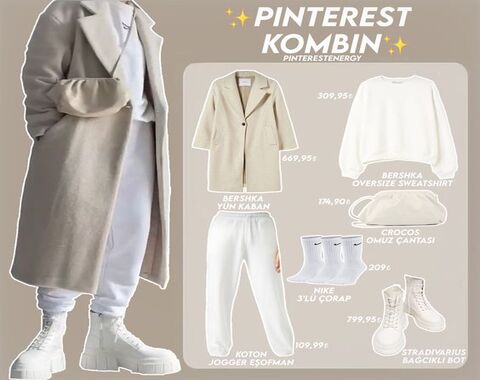 ✨PINTEREST
KOMBIN✨
PINTERESTENERGY
309,95₺
669,95₺
BERSHKA
OVERSIZE SWEATSHIRT
BERSHKA
YUN KABAN
174,90₺
CROCOS
OMUZ ÇANTASI
NIKE
3'LÜ ÇORAP
209₺
799,95₺
109,99₺
KOTON
JOGGER EŞOFMAN
STRADIVARIUS
BAĞCIKLI BOT